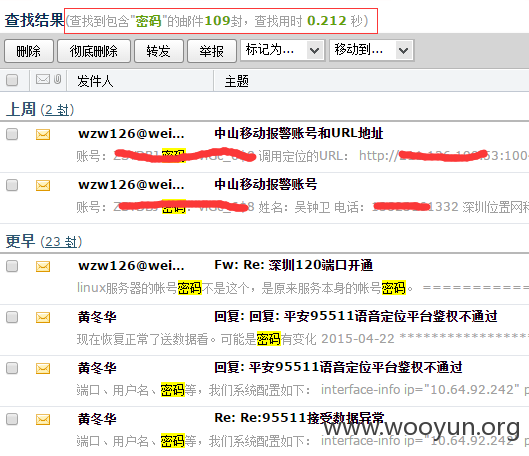 查找结果(查找到包含"密码"的邮件109封，查找用时 0.212 秒)
删除 彻底删除 转发 举报 标记为... 移动到...
发件人 主题
上周 (2 封)
wzw126@wei... 中山移动报警账号和URL地址
账号： 密码 调用定位的URL： http://
wzw126@wei... 中山移动报警账号
账号： 密码 姓名：吴钟卫 电话： 1332 深圳位置网科
更早 (23 封)
wzw126@wei... Fw: Re: 深圳120端口开通
linux服务器的帐号密码不是这个，是原来服务本身的帐号密码。 ============
黄冬华 回复: 回复: 平安95511语音定位平台鉴权不通过
现在恢复正常了送数据看。可能是密码有变化 2015-04-22 ****************
黄冬华 回复: 平安95511语音定位平台鉴权不通过
端口、用户名、密码等，我们系统配置如下： interface-info ip="10.64.92.242" p
黄冬华 Re: Re:95511接受数据异常
端口、用户名、密码等，我们系统配置如下： interface-info ip="10.64.92.242"
www.wooyun.org